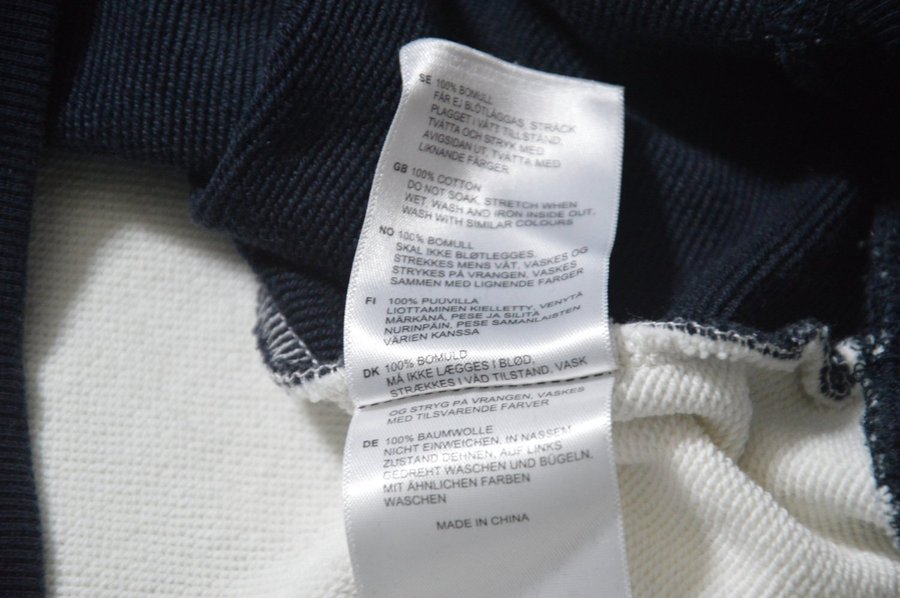 SE 100% BOMULL
FÅR EJ BLÖTLÄGGAS, STRÄCK
PLAGGET I VÅTT TILLSTÅND,
TVÄTTA OCH STRYK MED
AVIGSIDAN UT, TVÄTTA MED
LIKNANDE FÄRGER
GB 100% COTTON
DO NOT SOAK, STRETCH WHEN
WET, WASH AND IRON INSIDE OUT,
WASH WITH SIMILAR COLOURS
NO 100% BOMULL
SKAL IKKE BLØTLEGGES
STREKKES MENS VÅT, VASKES OG
STRYKES PÅ VRANGEN, VASKES
SAMMEN MED LIGNENDE FARGER
FI 100% PUUVILLA
LIOTTAMINEN KIELLETTY, VENYTÄ
MÄRKÄNÄ, PESE JA SILITÄ
NURINPÄIN, PESE SAMANLAISTEN
VÄRIEN KANSSA
DK 100% BOMULD
MÅ IKKE LÆGGES I BLØD,
STRÆKKES I VÅD TILSTAND, VASK
OG STRYG PÅ VRANGEN, VASKES
MED TILSVARENDE FARVER
DE 100% BAUMWOLLE
NICHT EINWEICHEN, IN NASSEN
ZUSTAND DEHNEN, AUF LINKS
GEDREHT WASCHEN UND BÜGELN,
MIT ÄHNLICHEN FARBEN
WASCHEN
MADE IN CHINA